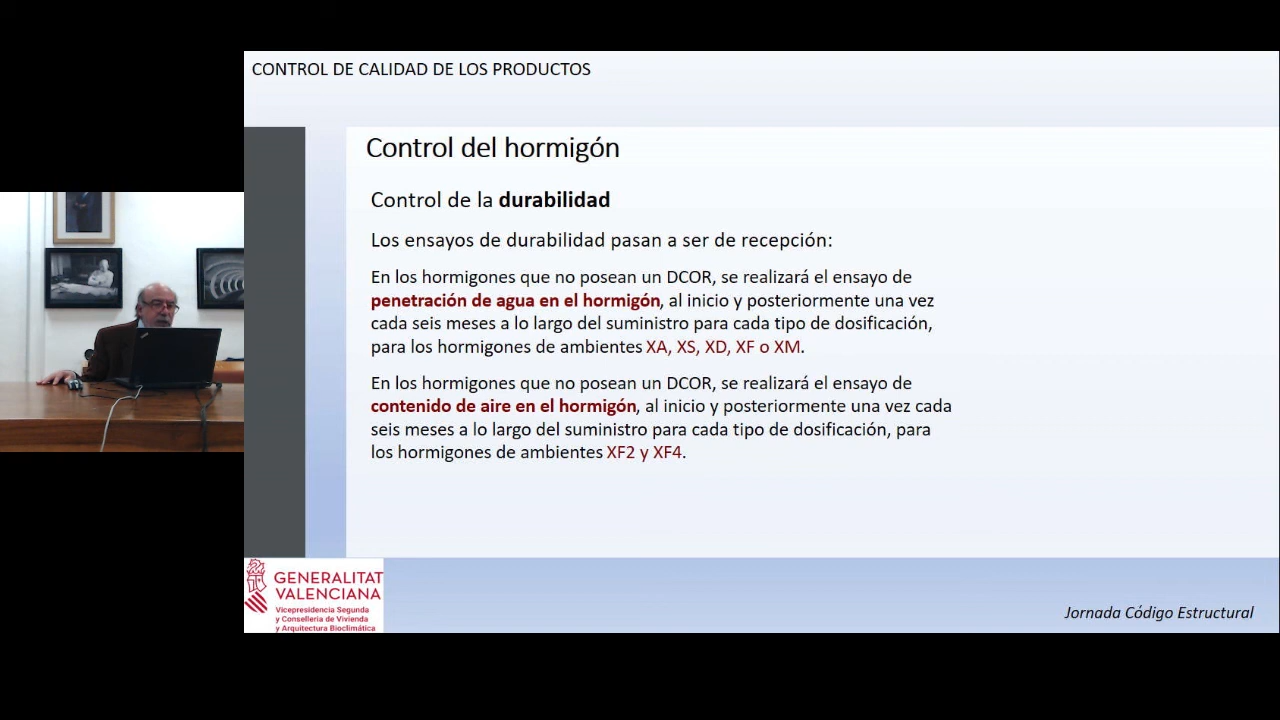 CONTROL DE CALIDAD DE LOS PRODUCTOS
Control del hormigón
Control de la durabilidad
Los ensayos de durabilidad pasan a ser de recepción:
En los hormigones que no posean un DCOR, se realizará el ensayo de
penetración de agua en el hormigón, al inicio y posteriormente una vez
cada seis meses a lo largo del suministro para cada tipo de dosificación,
para los hormigones de ambientes XA, XS, XD, XF o XM.
En los hormigones que no posean un DCOR, se realizará el ensayo de
contenido de aire en el hormigón, al inicio y posteriormente una vez cada
seis meses a lo largo del suministro para cada tipo de dosificación, para
los hormigones de ambientes XF2 y XF4.
GENERALITAT
VALENCIANA
Vicepresidencia Segunda
y Conselleria de Vivienda
y Arquitectura Bioclimática
Jornada Código Estructural